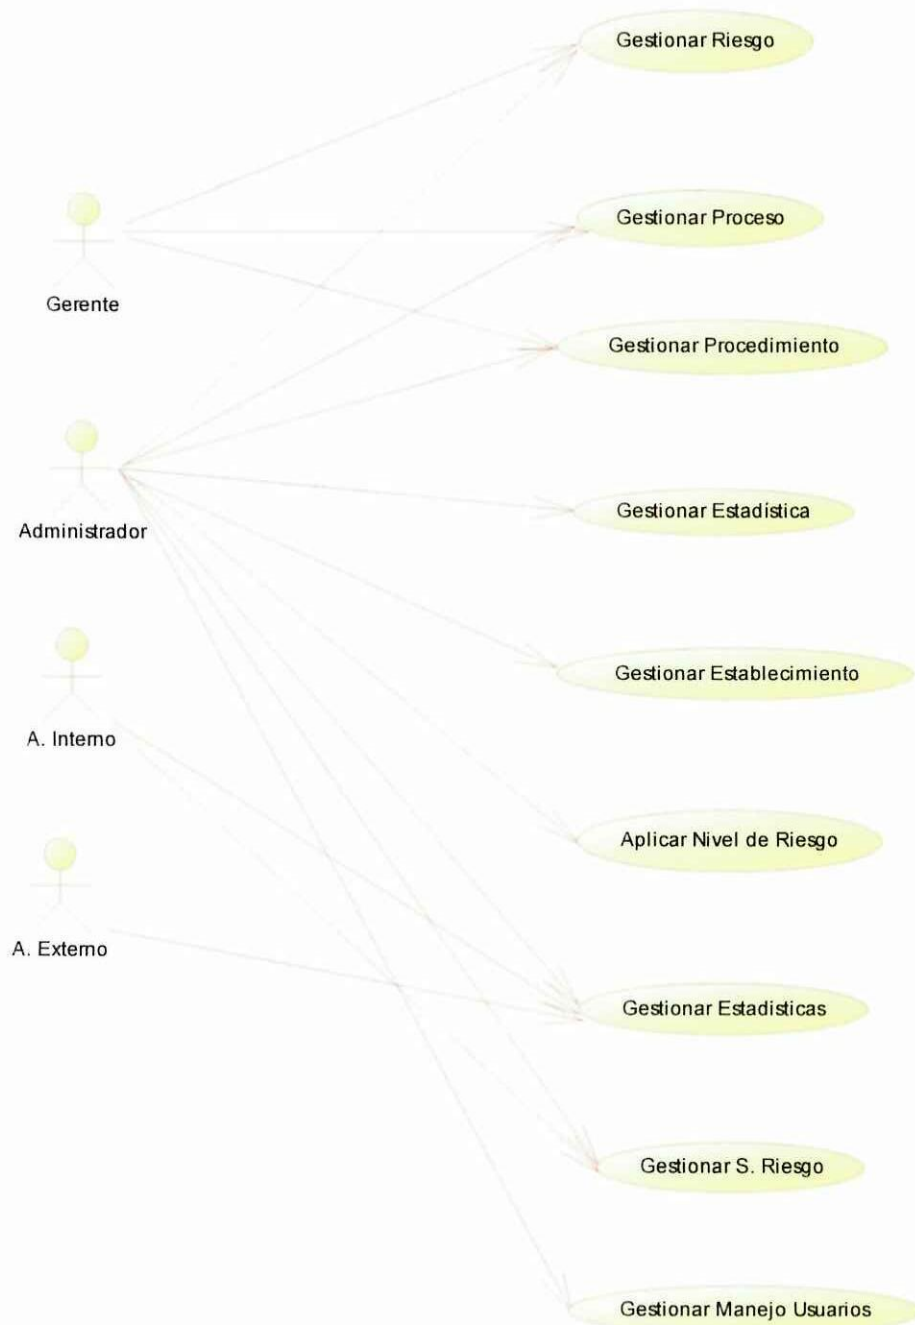 Gestionar Riesgo
Gestionar Proceso
Gerente
Gestionar Procedimiento
Gestionar Estadística
Administrador
Gestionar Establecimiento
A. Interno
Aplicar Nivel de Riesgo
A. Externo
Gestionar Estadísticas
Gestionar S. Riesgo
Gestionar Manejo Usuarios